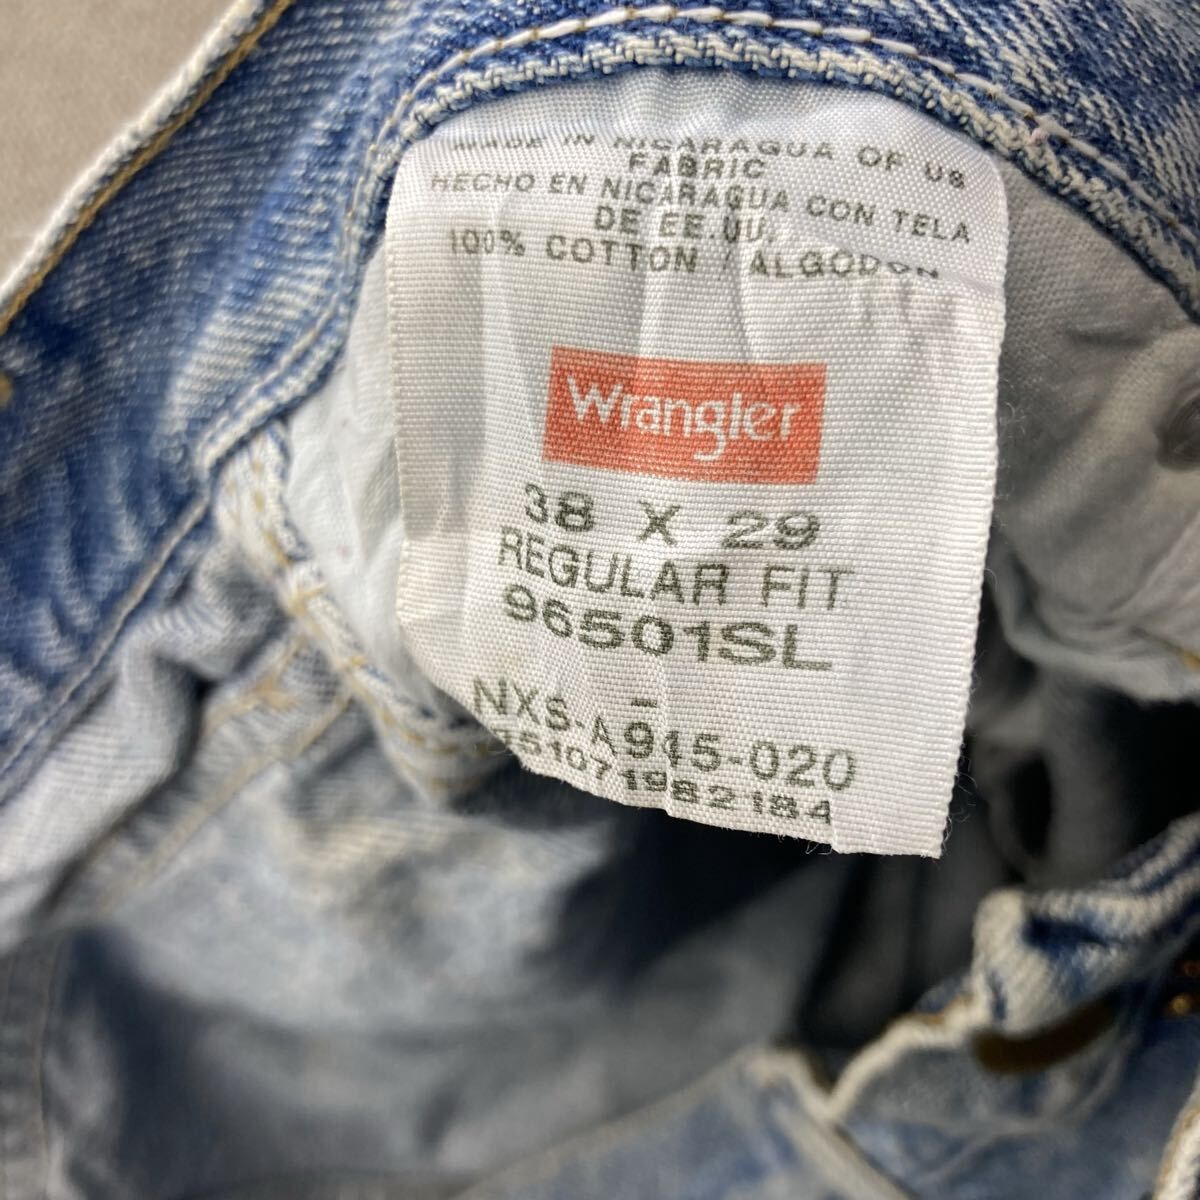 MADE IN NICARAGUA OF US
FABRIC
HECHO EN NICARAGUA CON TELA
DE EE.UU.
100% COTTON / ALGODON
Wrangler
38 X 29
REGULAR FIT
96501SL
-
NXS-A945-020